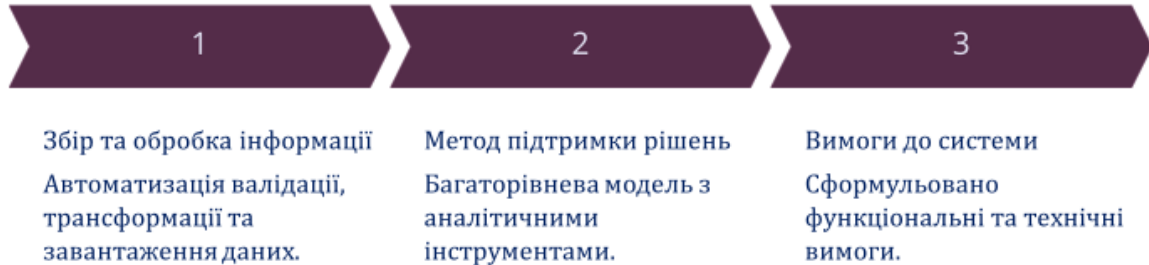 1
Збір та обробка інформації
Автоматизація валідації,
трансформації та
завантаження даних.
2
Метод підтримки рішень
Багаторівнева модель з
аналітичними
інструментами.
3
Вимоги до системи
Сформульовано
функціональні та технічні
вимоги.